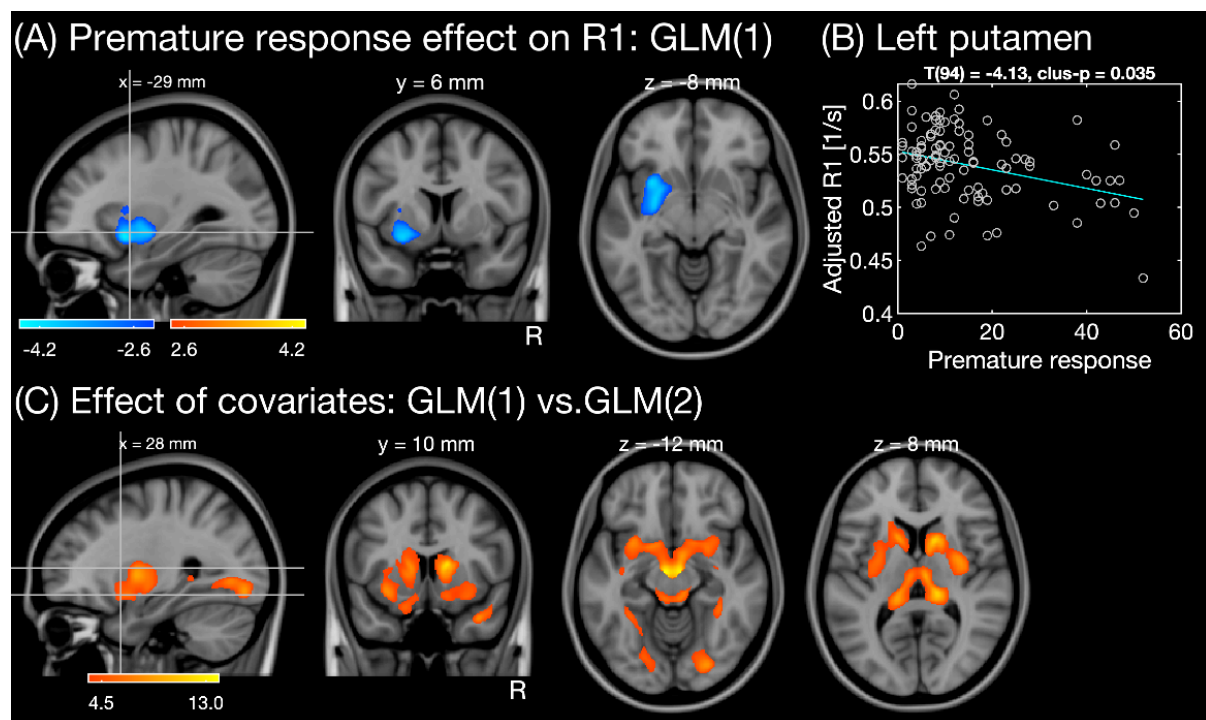 (A) Premature response effect on R1: GLM(1)
x = -29 mm
y = 6 mm
z = -8 mm
-4.2
-2.6
2.6
4.2
R
(B) Left putamen
T(94) = -4.13, clus-p = 0.035
Adjusted R1 [1/s]
0.6
0.55
0.5
0.45
0.4
0
20
40
60
Premature response
(C) Effect of covariates: GLM(1) vs.GLM(2)
x = 28 mm
y = 10 mm
z = -12 mm
z = 8 mm
4.5
13.0
R